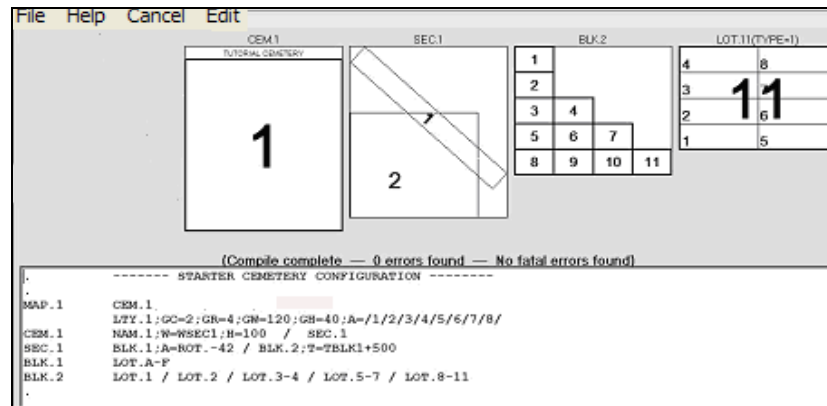 File Help Cancel Edit
CEM.1 SEC.1 BLK.2 LOT.11(TYPE=1)
TUTORIAL CEMETERY
1
1
2
1
2
3 4
5 6 7
8 9 10 11
4 8
3
2 6
1 5
11
(Compile complete — 0 errors found — No fatal errors found)
. ------- STARTER CEMETERY CONFIGURATION --------
.
MAP.1 CEM.1
LTY.1;GC=2;GR=4;GW=120;GH=40;A=/1/2/3/4/5/6/7/8/
CEM.1 NAM.1;W=WSEC1;H=100 / SEC.1
SEC.1 BLK.1;A=ROT.-42 / BLK.2;T=TBLK1+500
BLK.1 LOT.A-F
BLK.2 LOT.1 / LOT.2 / LOT.3-4 / LOT.5-7 / LOT.8-11
.